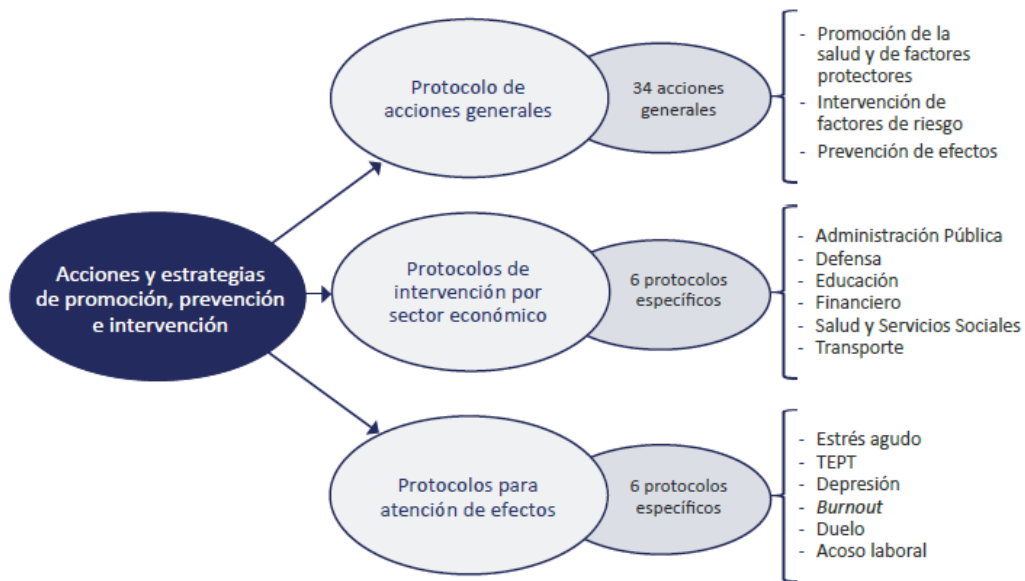 Acciones y estrategias
de promoción, prevención
e intervención
Protocolo de
acciones generales
34 acciones
generales
- Promoción de la
salud y de factores
protectores
- Intervención de
factores de riesgo
- Prevención de efectos
Protocolos de
intervención por
sector económico
6 protocolos
específicos
- Administración Pública
- Defensa
- Educación
- Financiero
- Salud y Servicios Sociales
- Transporte
Protocolos para
atención de efectos
6 protocolos
específicos
- Estrés agudo
- TEPT
- Depresión
- Burnout
- Duelo
- Acoso laboral